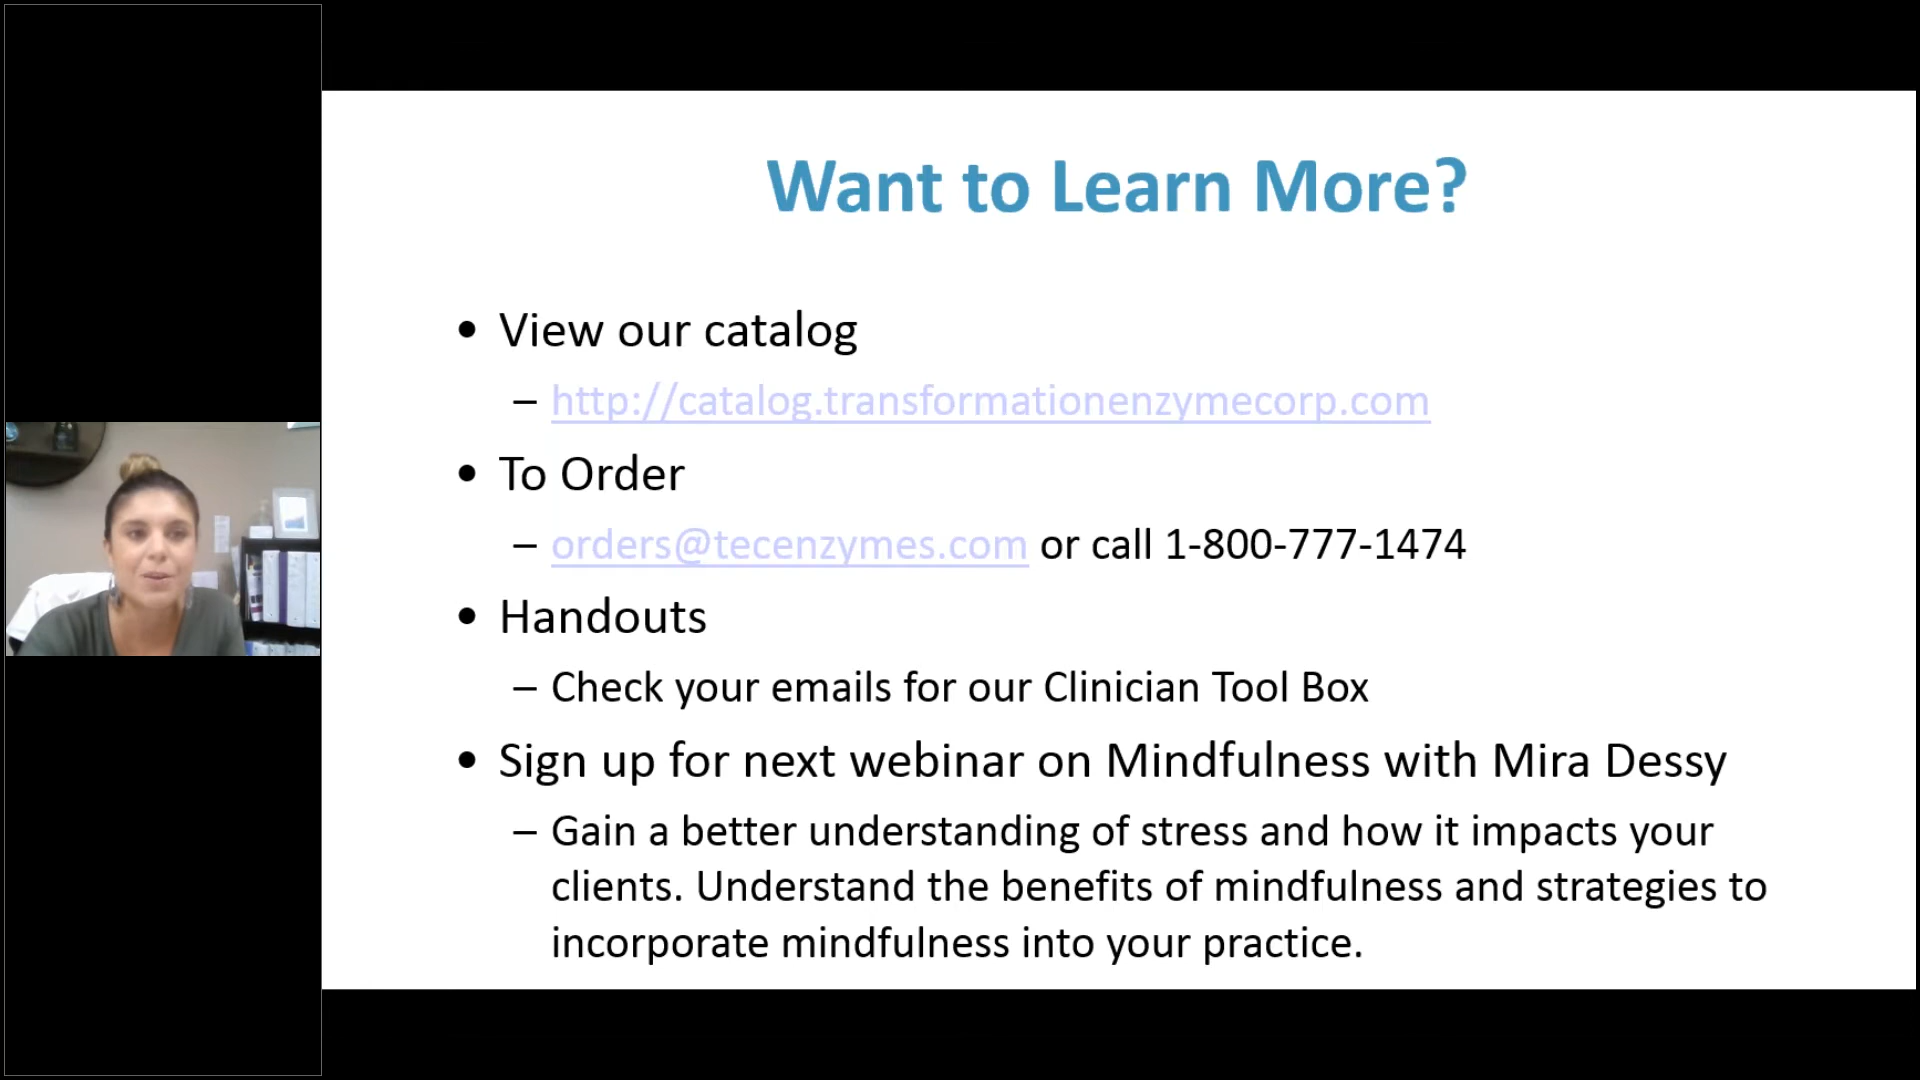 Want to Learn More?
• View our catalog
– http://catalog.transformationenzymecorp.com
• To Order
– orders@tecenzymes.com or call 1-800-777-1474
• Handouts
– Check your emails for our Clinician Tool Box
• Sign up for next webinar on Mindfulness with Mira Dessy
– Gain a better understanding of stress and how it impacts your
clients. Understand the benefits of mindfulness and strategies to
incorporate mindfulness into your practice.